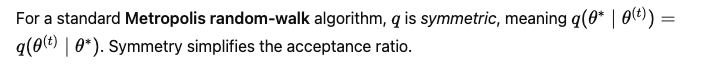 For a standard Metropolis random-walk algorithm, q is symmetric, meaning q(θ* | θ⁽ᵗ⁾) =
q(θ⁽ᵗ⁾ | θ*). Symmetry simplifies the acceptance ratio.